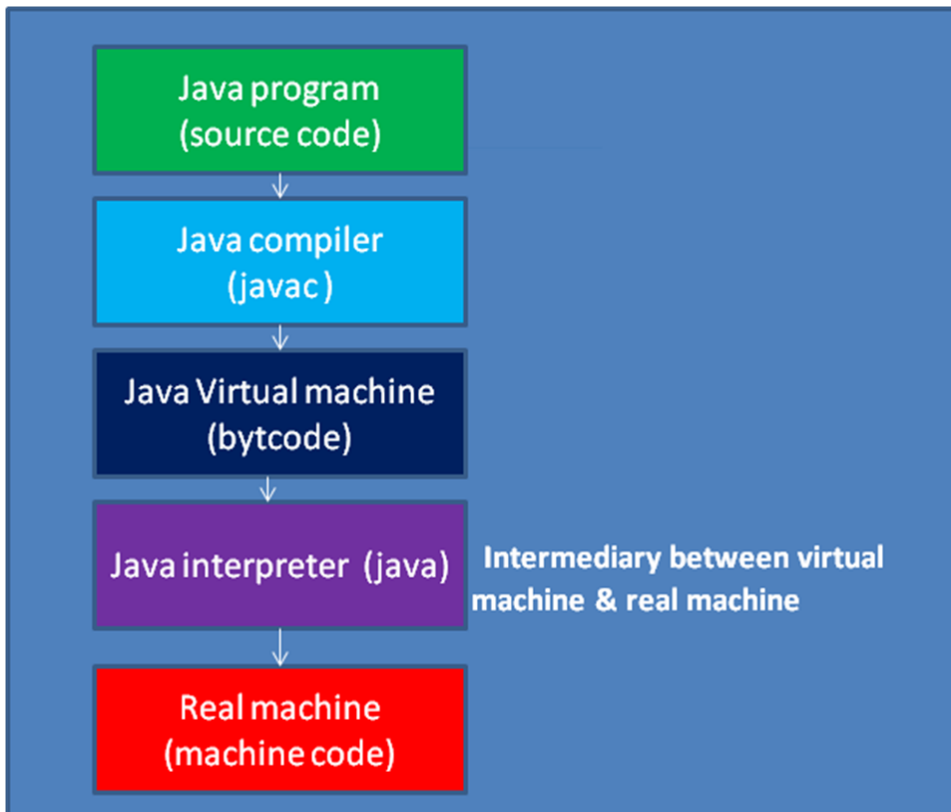 Java program
(source code)
Java compiler
(javac )
Java Virtual machine
(bytcode)
Java interpreter (java)
Intermediary between virtual
machine & real machine
Real machine
(machine code)